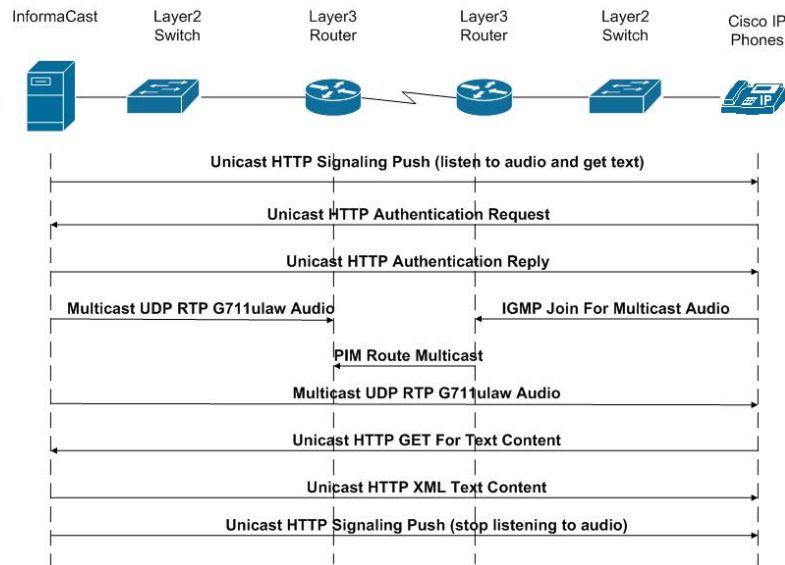 InformaCast
Layer2
Switch
Layer3
Router
Layer3
Router
Layer2
Switch
Cisco IP
Phones
IP
Unicast HTTP Signaling Push (listen to audio and get text)
Unicast HTTP Authentication Request
Unicast HTTP Authentication Reply
Multicast UDP RTP G711ulaw Audio
IGMP Join For Multicast Audio
PIM Route Multicast
Multicast UDP RTP G711ulaw Audio
Unicast HTTP GET For Text Content
Unicast HTTP XML Text Content
Unicast HTTP Signaling Push (stop listening to audio)